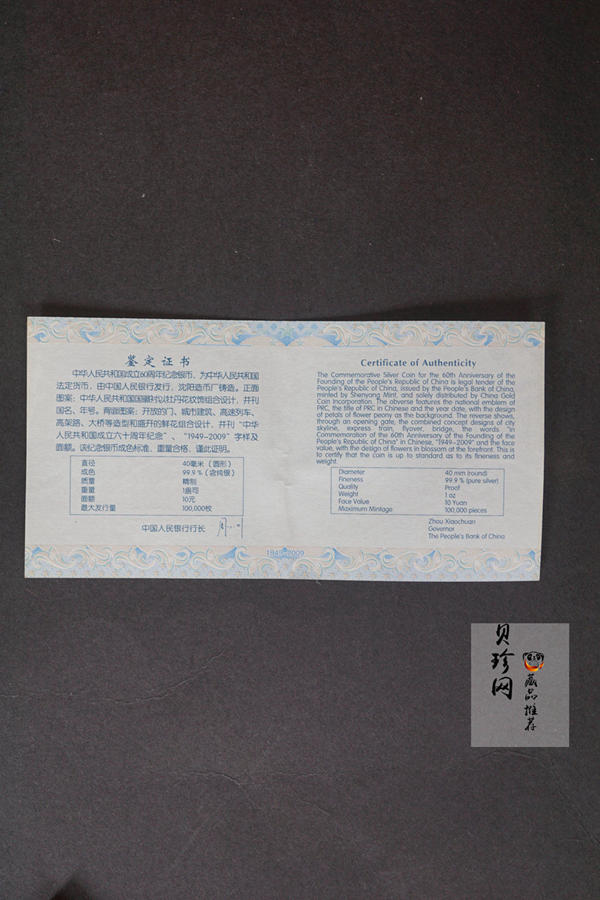 鉴定证书
中华人民共和国成立60周年纪念银币，为中华人民共和国
法定货币，由中国人民银行发行，沈阳造币厂铸造。正面
图案：中华人民共和国国徽衬以牡丹花纹饰组合设计，并刊
国名、年号。背面图案：开放的门、城市建筑、高速列车、
高架路、大桥等造型和盛开的鲜花组合设计，并刊“中华
人民共和国成立六十周年纪念”、“1949-2009”字样及
面额。该纪念银币成色标准、重量合格，谨此证明。
直径 40毫米（圆形）
成色 99.9％（含纯银）
质量 精制
重量 1盎司
面额 10元
最大发行量 100,000枚
中国人民银行行长
Certificate of Authenticity
The Commemorative Silver Coin for the 60th Anniversary of the
Founding of the People's Republic of China is legal tender of the
People's Republic of China, issued by the People's Bank of China,
minted by Shenyang Mint, and solely distributed by China Gold
Coin Incorporation. The obverse features the national emblem of
PRC, the title of PRC in Chinese and the year date, with the design
of petals of flower peony as the background. The reverse shows,
through an opening gate, the combined concept designs of city
skyline, express train, flyover, bridge, the words "in
Commemoration of the 60th Anniversary of the Founding of the
People's Republic of China" in Chinese, "1949-2009" and the face
value, with the design of flowers in blossom at the forefront. This is
to certify that the coin is up to standard as to its fineness and
weight.
Diameter 40 mm (round)
Fineness 99.9 % (pure silver)
Quality Proof
Weight 1 oz
Face Value 10 Yuan
Maximum Mintage 100,000 pieces
Zhou Xiaochuan
Governor
The People's Bank of China
1949-2009
贝珍网
藏品推荐